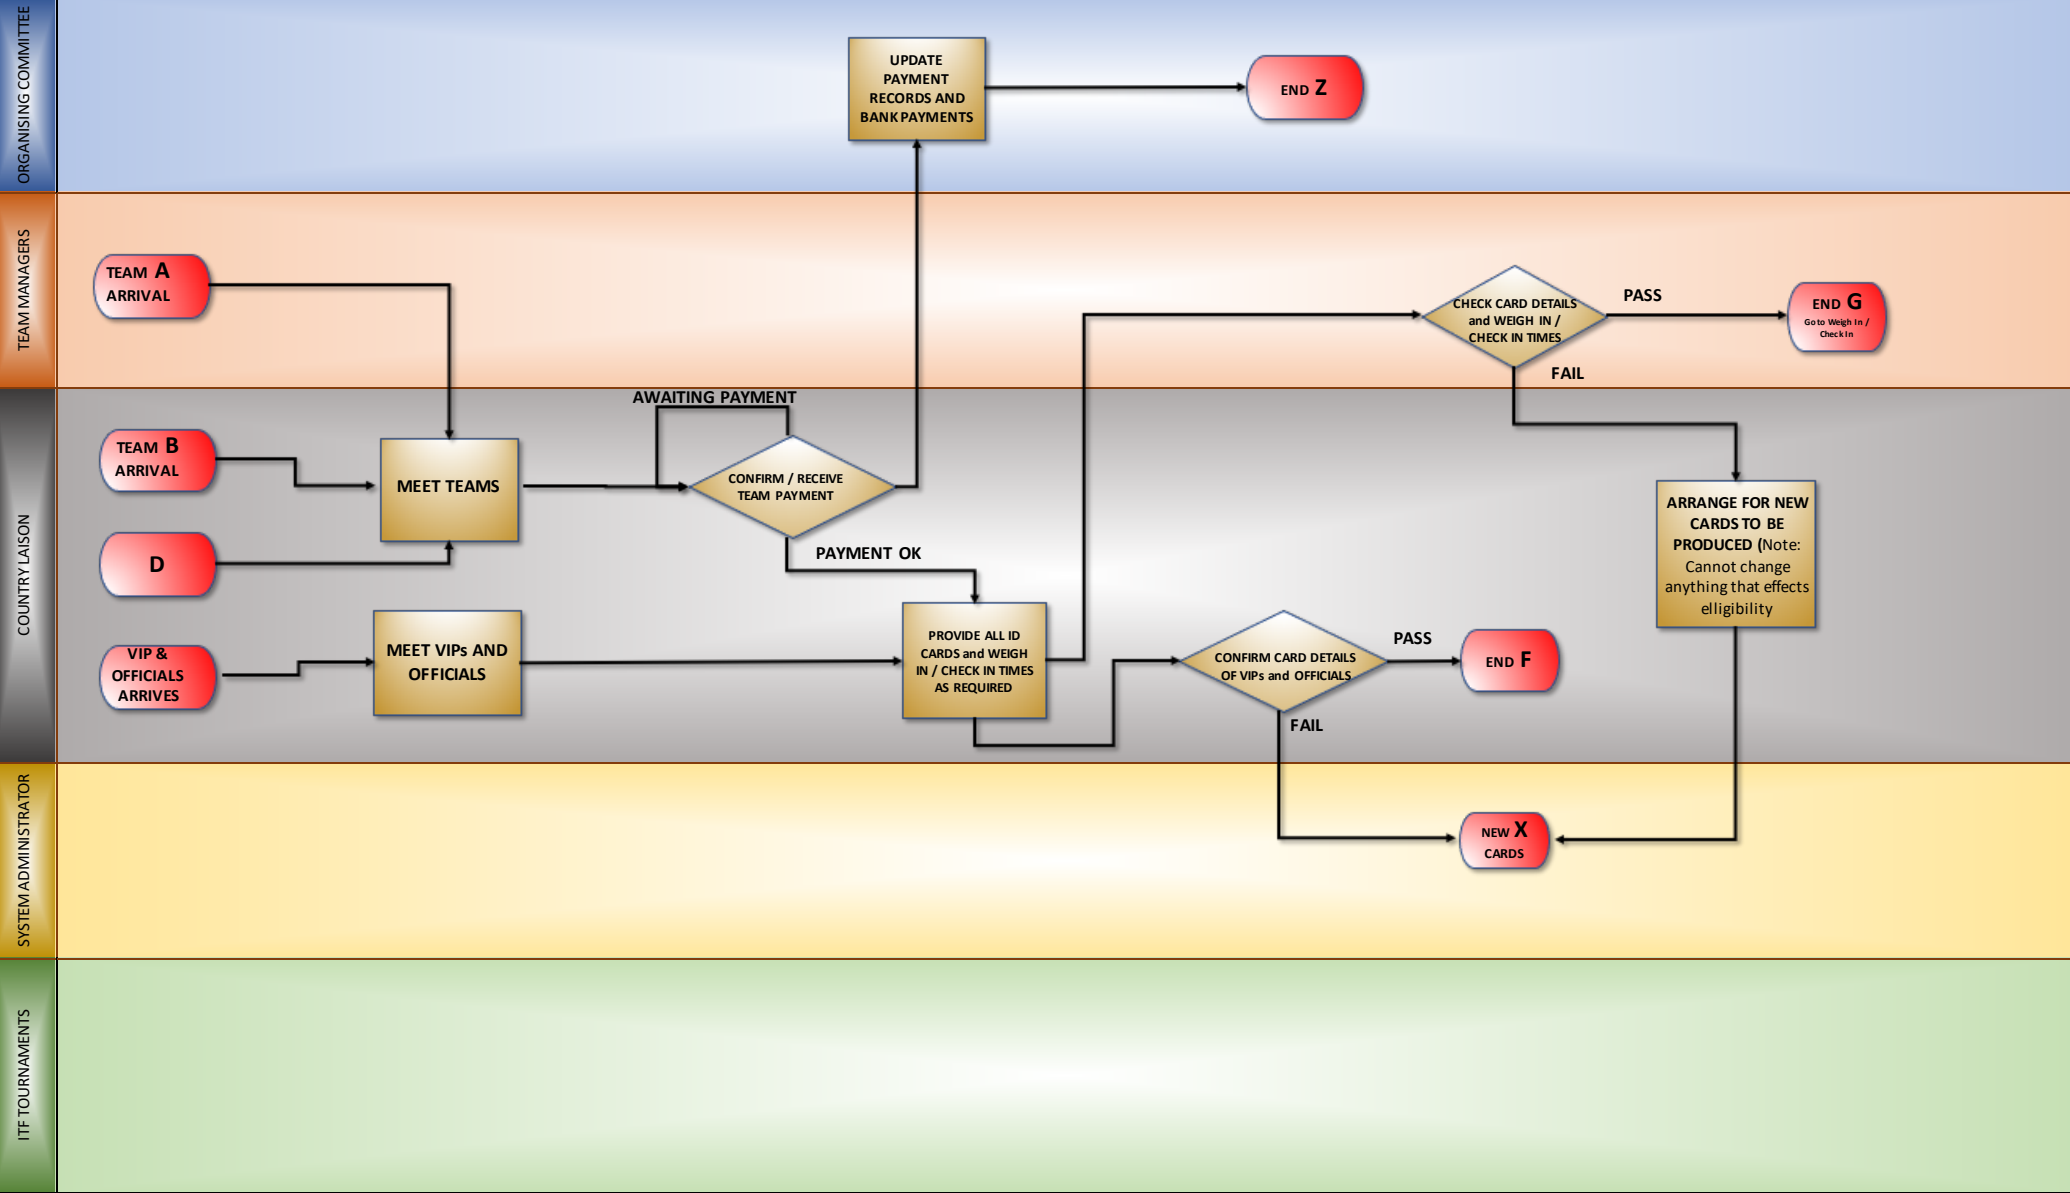 ORGANISING COMMITTEE
UPDATE
PAYMENT
RECORDS AND
BANK PAYMENTS
END Z
TEAM MANAGERS
TEAM A
ARRIVAL
CHECK CARD DETAILS
and WEIGH IN /
CHECK IN TIMES
PASS
END G
Go to Weigh In /
Check In
FAIL
COUNTRY LAISON
AWAITING PAYMENT
TEAM B
ARRIVAL
MEET TEAMS
CONFIRM / RECEIVE
TEAM PAYMENT
PAYMENT OK
D
ARRANGE FOR NEW
CARDS TO BE
PRODUCED (Note:
Cannot change
anything that effects
elligibility
VIP &
OFFICIALS
ARRIVES
MEET VIPs AND
OFFICIALS
PROVIDE ALL ID
CARDS and WEIGH
IN / CHECK IN TIMES
AS REQUIRED
CONFIRM CARD DETAILS
OF VIPs and OFFICIALS
PASS
END F
FAIL
SYSTEM ADMINISTRATOR
NEW X
CARDS
ITF TOURNAMENTS